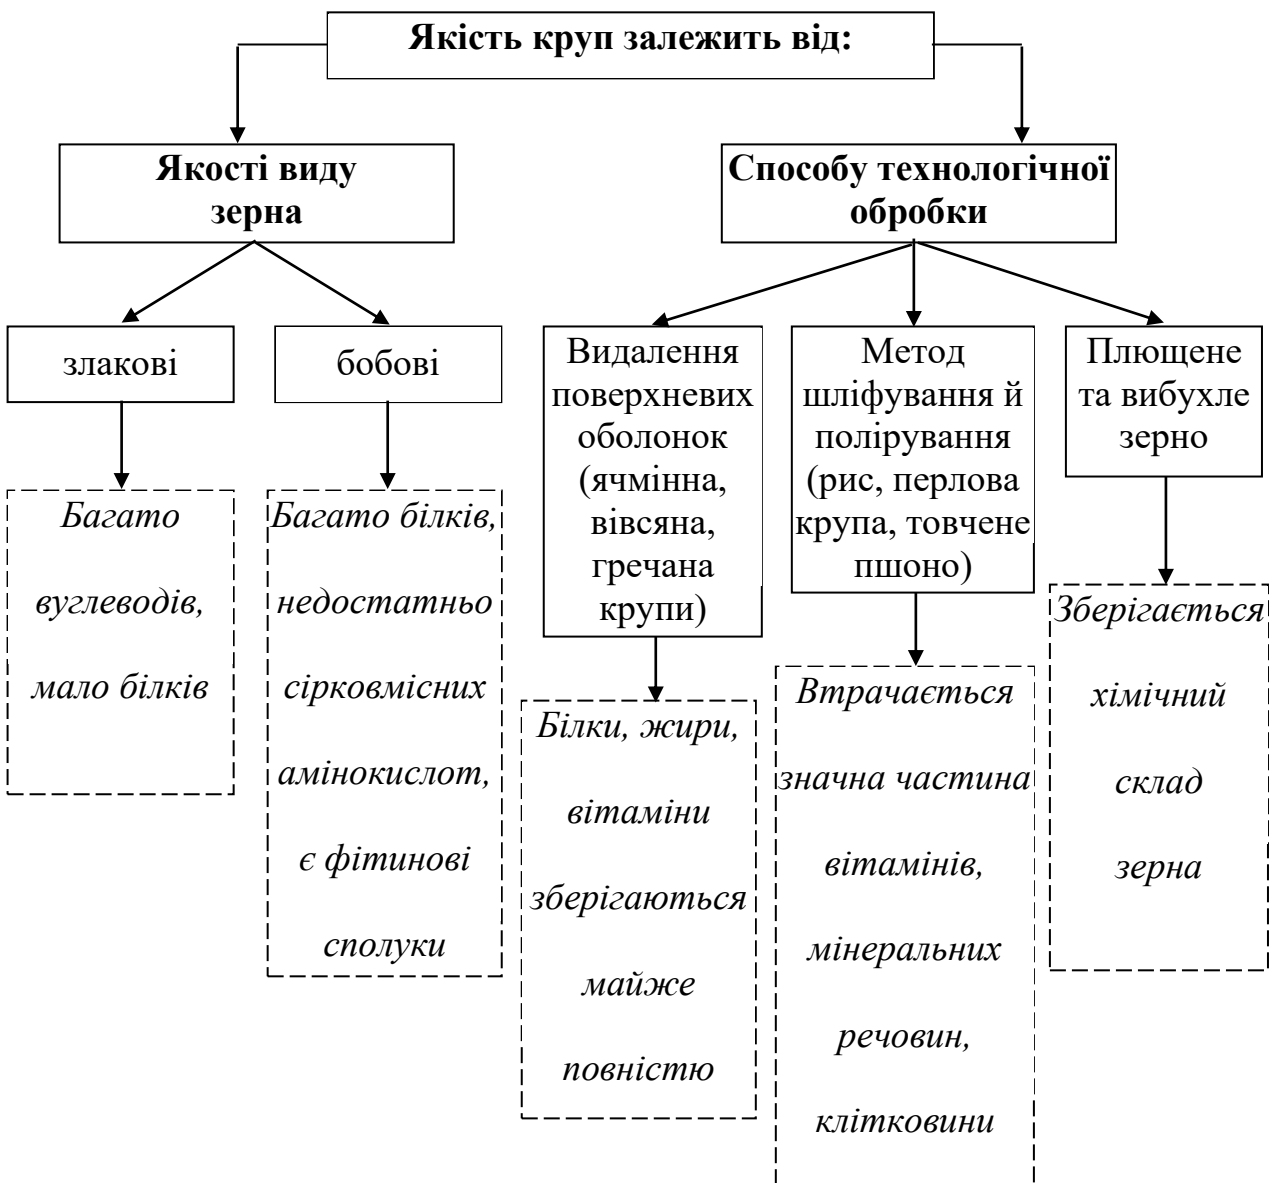 Якість круп залежить від:
Якості виду
зерна
Способу технологічної
обробки
злакові
бобові
Видалення
поверхневих
оболонок
(ячмінна,
вівсяна,
гречана
крупи)
Метод
шліфування й
полірування
(рис, перлова
крупа, товчене
пшоно)
Плющене
та вибухле
зерно
Багато
вуглеводів,
мало білків
Багато білків,
недостатньо
сірковмісних
амінокислот,
є фітинові
сполуки
Білки, жири,
вітаміни
зберігаються
майже
повністю
Втрачається
значна частина
вітамінів,
мінеральних
речовин,
клітковини
Зберігається
хімічний
склад
зерна